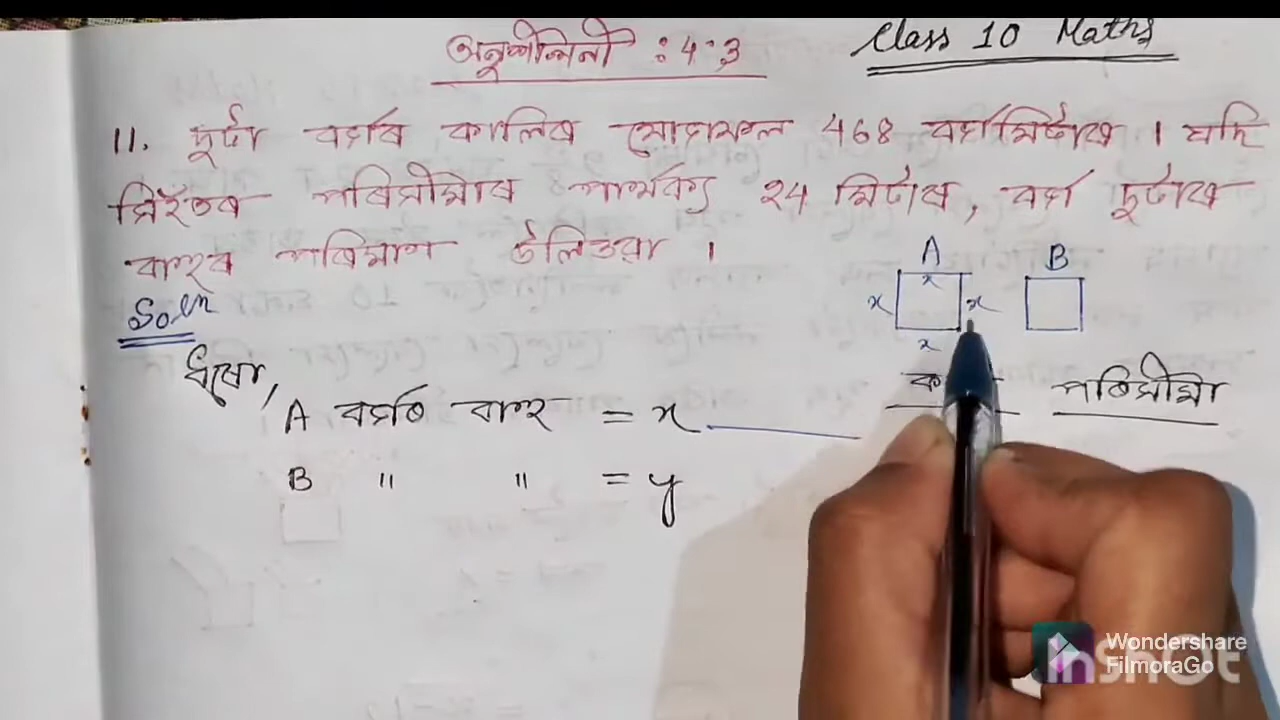 অনুশীলনী : 4.3
Class 10 Maths
11. দুটা বৰ্গৰ কালিৰ যোগফল 468 বৰ্গমিটাৰ । যদি
সিহঁতৰ পৰিসীমাৰ পাৰ্থক্য 24 মিটাৰ, বৰ্গ দুটাৰ
বাহুৰ পৰিমাণ উলিওৱা ।
Soln
A B
x
x x
x
ধৰো,
ক
পৰিসীমা
A বৰ্গৰ বাহু = x
B " " = y
Wondershare
FilmoraGo
InShOt